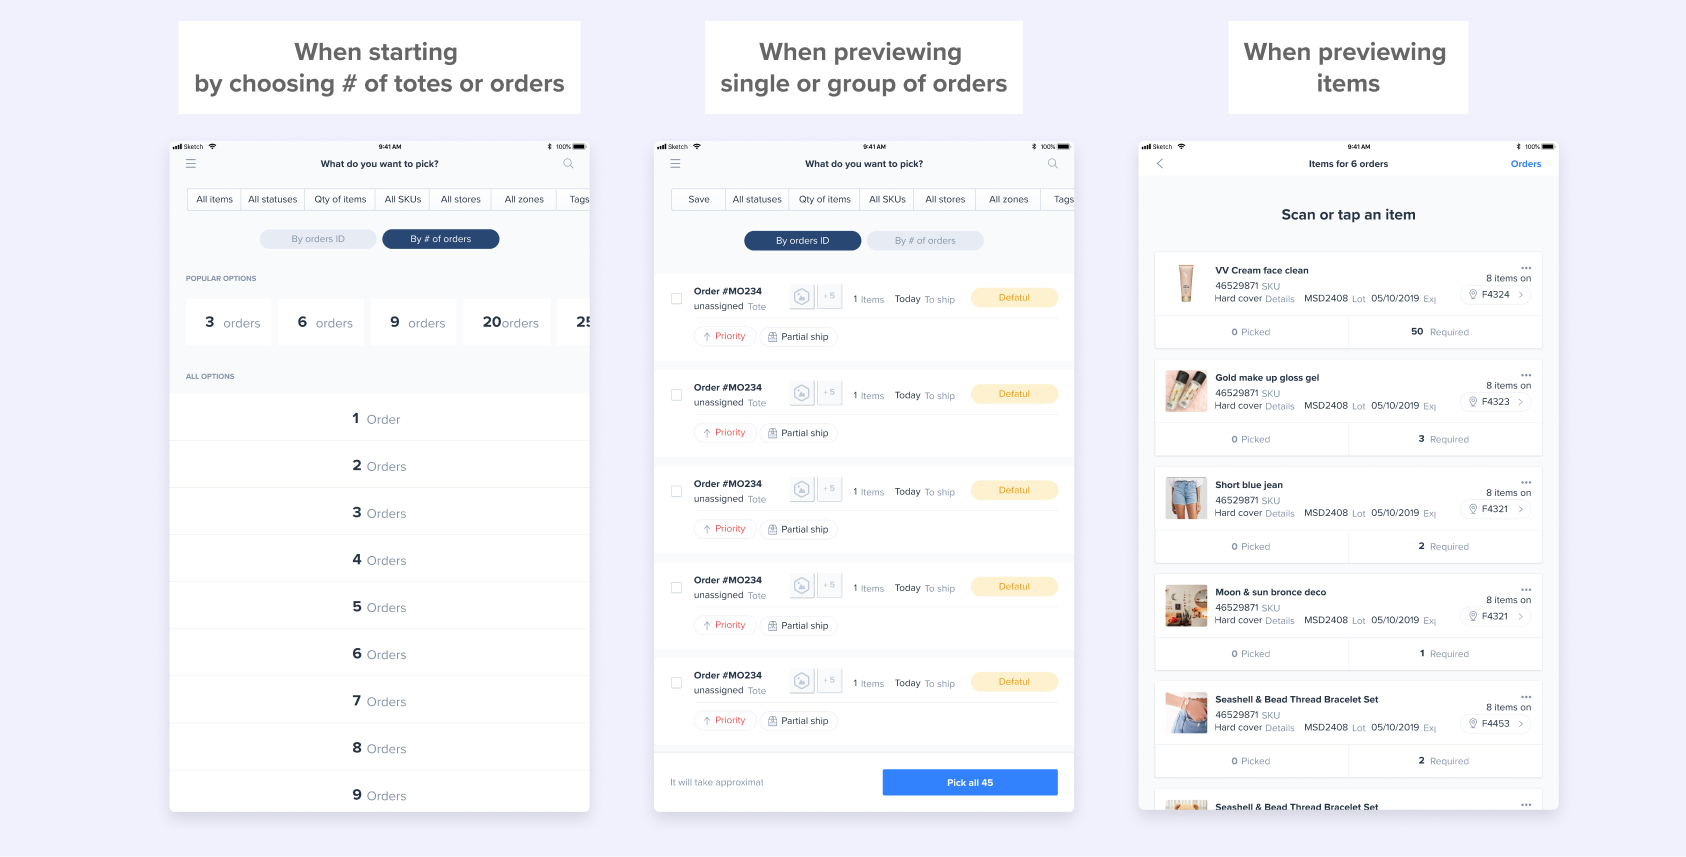 When starting
by choosing # of totes or orders
When previewing
single or group of orders
When previewing
items
Sketch
9:41 AM
100%
What do you want to pick?
All items
All statuses
Qty of items
All SKUs
All stores
All zones
Tags
By orders ID
By # of orders
POPULAR OPTIONS
3 orders
6 orders
9 orders
20orders
25
ALL OPTIONS
1 Order
2 Orders
3 Orders
4 Orders
5 Orders
6 Orders
7 Orders
8 Orders
9 Orders
Sketch
9:41 AM
100%
What do you want to pick?
Save
All statuses
Qty of items
All SKUs
All stores
All zones
Tags
By orders ID
By # of orders
Order #MO234
unassigned Tote
+ 5
1 Items
Today To ship
Defatul
Priority
Partial ship
Order #MO234
unassigned Tote
+ 5
1 Items
Today To ship
Defatul
Priority
Partial ship
Order #MO234
unassigned Tote
+ 5
1 Items
Today To ship
Defatul
Priority
Partial ship
Order #MO234
unassigned Tote
+ 5
1 Items
Today To ship
Defatul
Priority
Partial ship
Order #MO234
unassigned Tote
+ 5
1 Items
Today To ship
Defatul
Priority
Partial ship
It will take approximat
Pick all 45
Sketch
9:41 AM
100%
Items for 6 orders
Orders
Scan or tap an item
VV Cream face clean
46529871 SKU
Hard cover Details MSD2408 Lot 05/10/2019 Exp
8 items on
F4324
0 Picked
50 Required
Gold make up gloss gel
46529871 SKU
Hard cover Details MSD2408 Lot 05/10/2019 Exp
8 items on
F4323
0 Picked
3 Required
Short blue jean
46529871 SKU
Hard cover Details MSD2408 Lot 05/10/2019 Exp
8 items on
F4321
0 Picked
2 Required
Moon & sun bronce deco
46529871 SKU
Hard cover Details MSD2408 Lot 05/10/2019 Exp
8 items on
F4321
0 Picked
1 Required
Seashell & Bead Thread Bracelet Set
46529871 SKU
Hard cover Details MSD2408 Lot 05/10/2019 Exp
8 items on
F4453
0 Picked
2 Required
Seashell & Bead Thread Bracelet Set